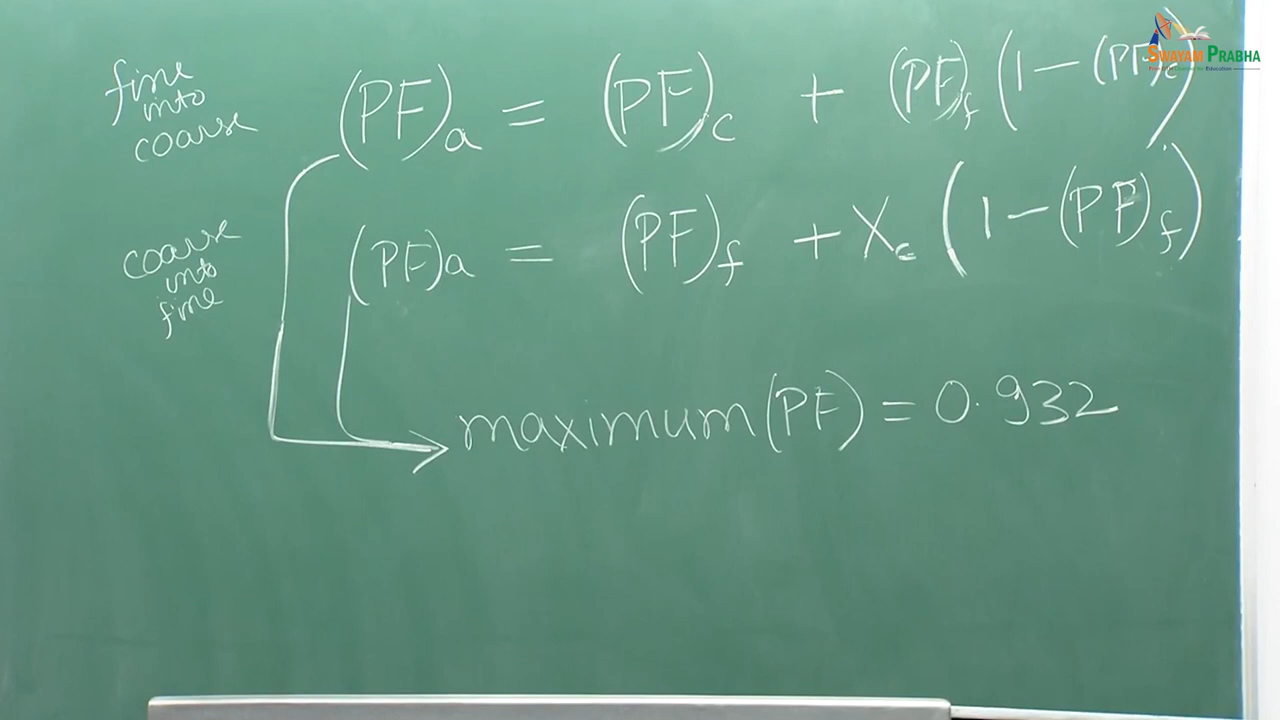 SWAYAM PRABHA
fine
into
coarse
(PF)a = (PF)c + (PF)f (1 - (PF)c)
coarse
into
fine
(PF)a = (PF)f + Xc (1 - (PF)f)
maximum (PF) = 0.932